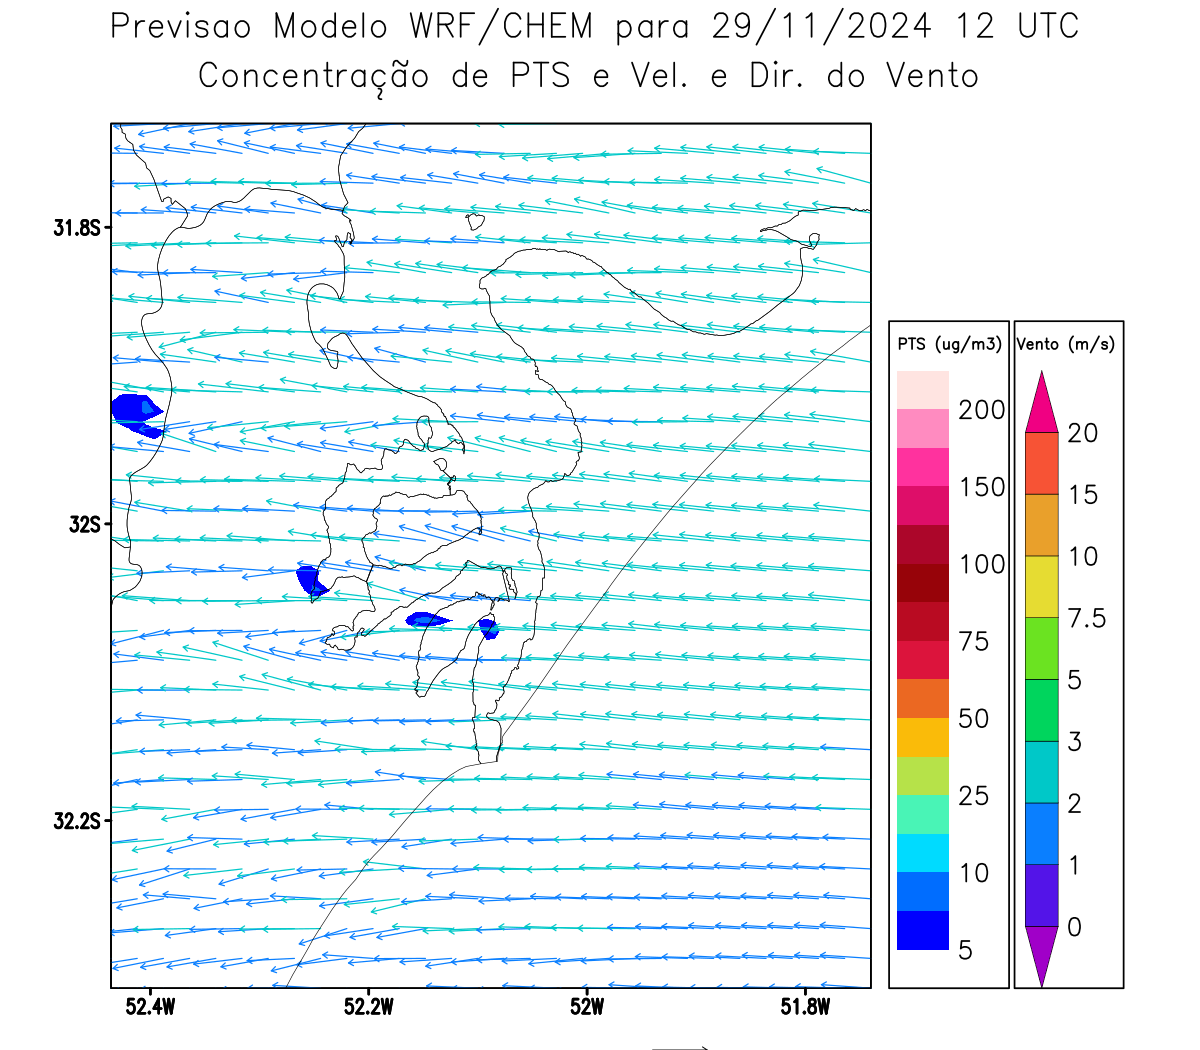 Previsao Modelo WRF/CHEM para 29/11/2024 12 UTC
Concentração de PTS e Vel. e Dir. do Vento
31.8S
32S
32.2S
52.4W 52.2W 52W 51.8W
PTS (ug/m3)
200
150
100
75
50
25
10
5
Vento (m/s)
20
15
10
7.5
5
3
2
1
0